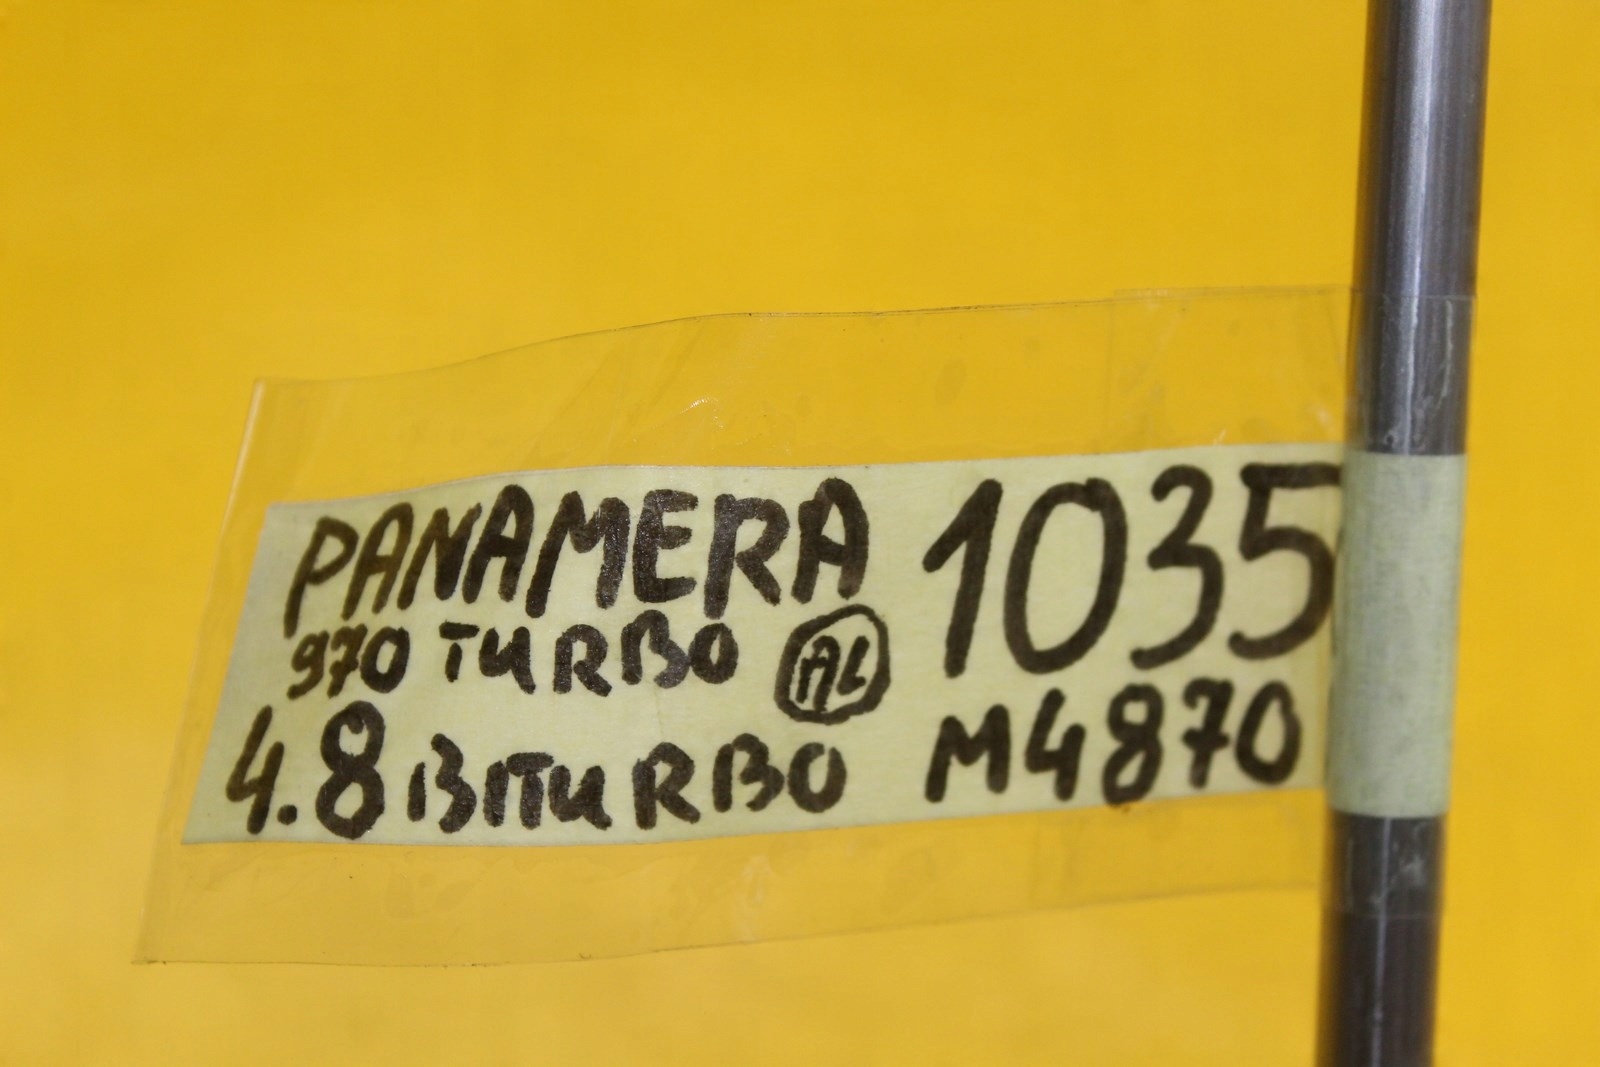 PANAMERA 1035
970 TURBO AL
4.8 BITURBO M4870